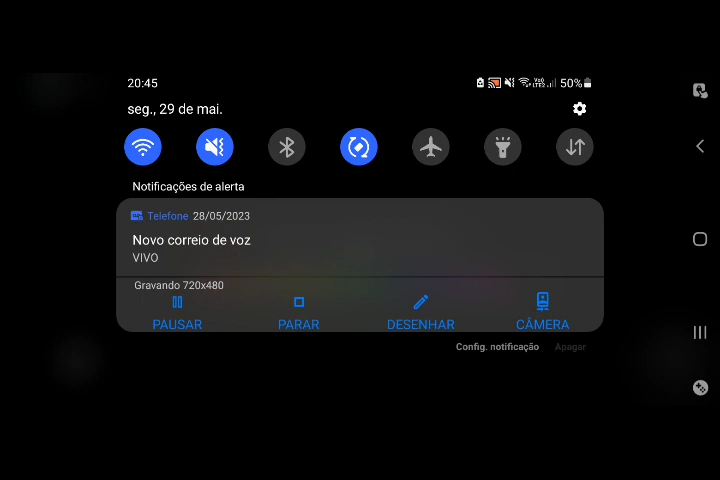 20:45 50%
seg., 29 de mai.
Notificações de alerta
Telefone 28/05/2023
Novo correio de voz
VIVO
Gravando 720x480
PAUSAR PARAR DESENHAR CÂMERA
Config. notificação Apagar